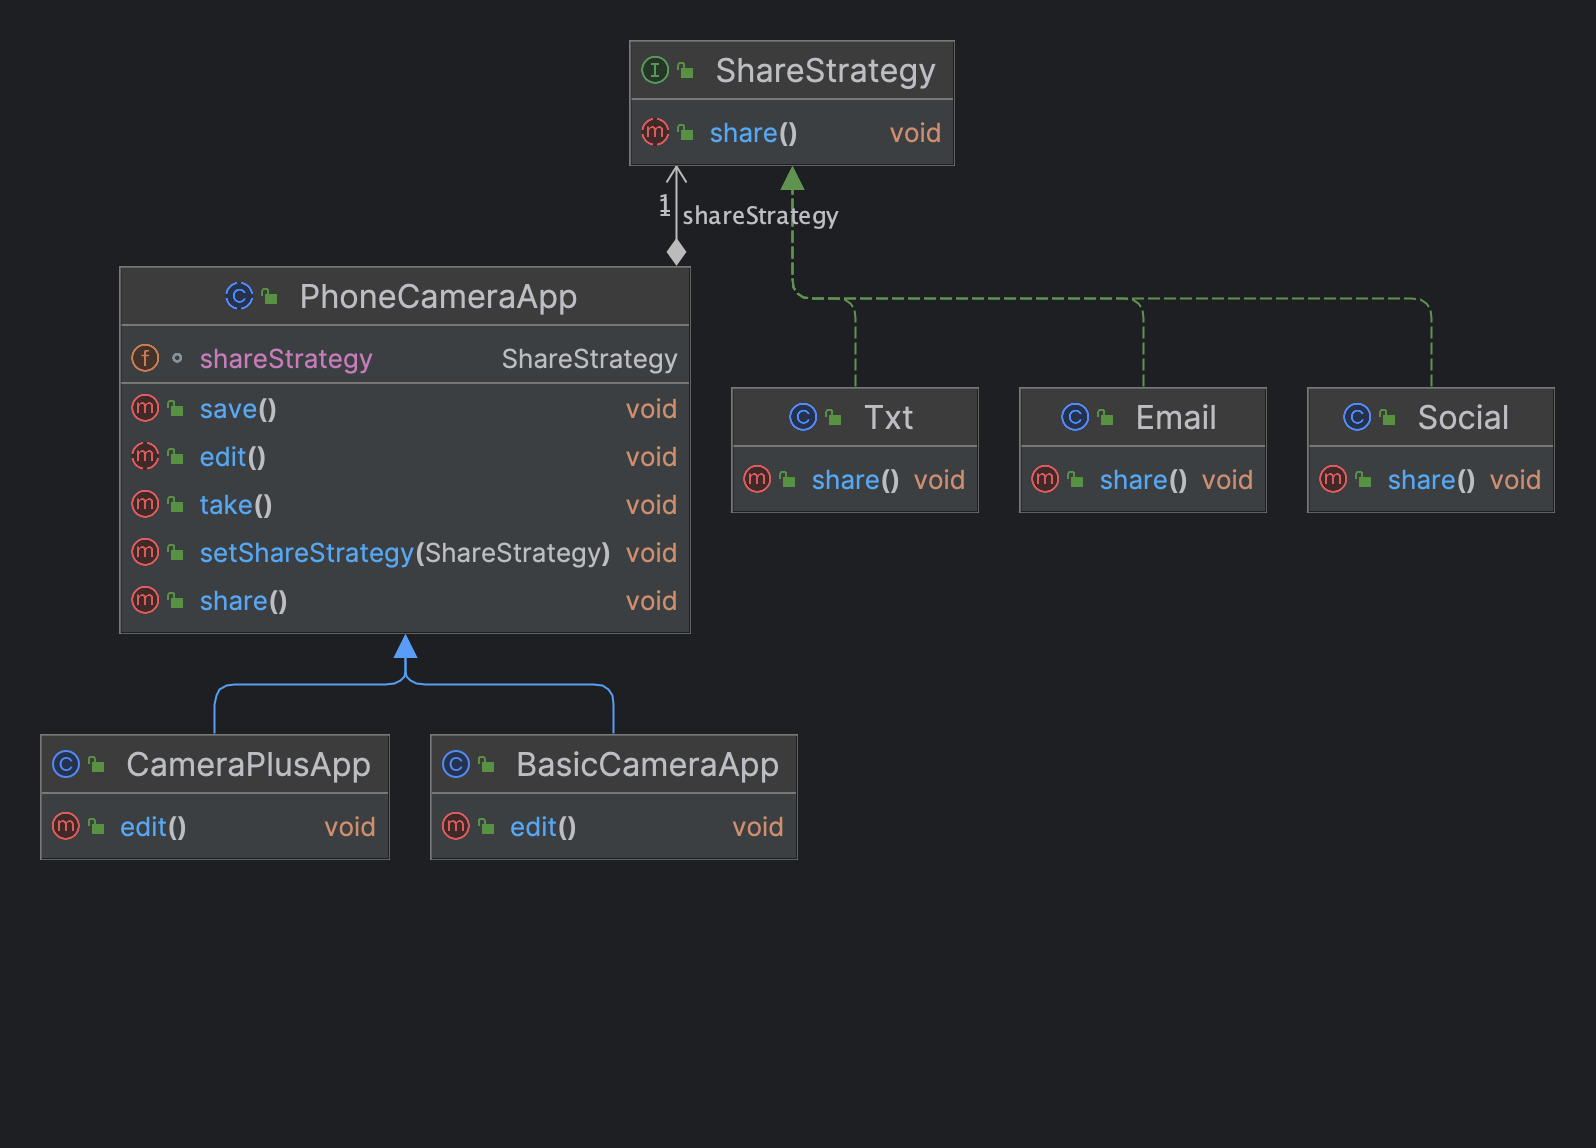 ShareStrategy
share() void
1
1
shareStrategy
PhoneCameraApp
shareStrategy ShareStrategy
save() void
edit() void
take() void
setShareStrategy(ShareStrategy) void
share() void
Txt
share() void
Email
share() void
Social
share() void
CameraPlusApp
edit() void
BasicCameraApp
edit() void